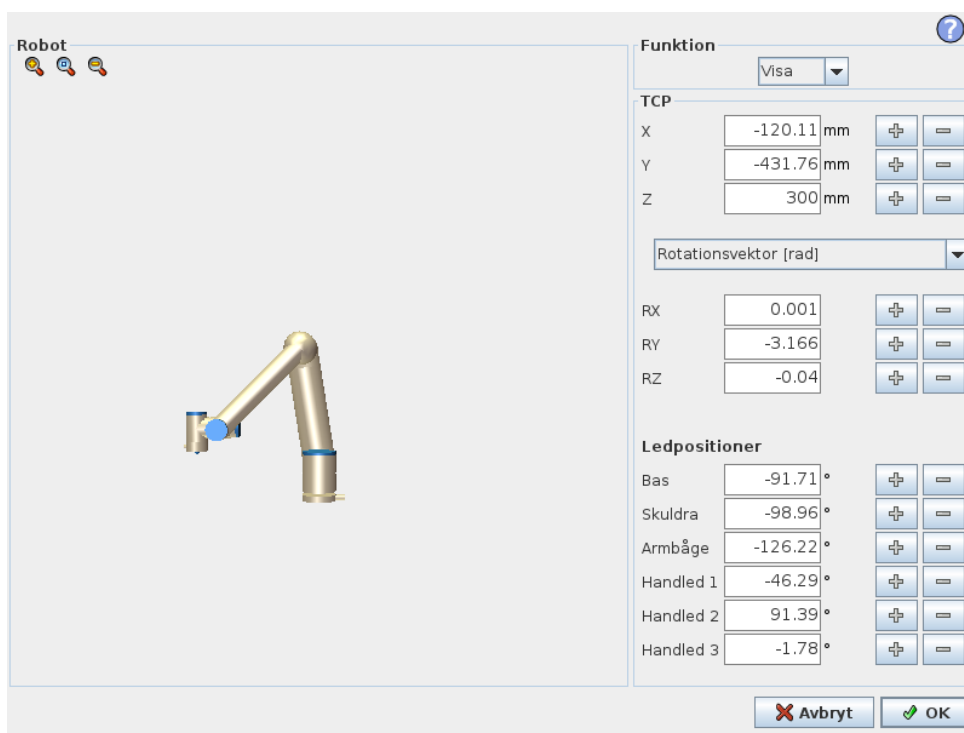 ?
Robot
Funktion
Visa
TCP
X -120.11 mm
Y -431.76 mm
Z 300 mm
Rotationsvektor [rad]
RX 0.001
RY -3.166
RZ -0.04
Ledpositioner
Bas -91.71 °
Skuldra -98.96 °
Armbåge -126.22 °
Handled 1 -46.29 °
Handled 2 91.39 °
Handled 3 -1.78 °
Avbryt OK